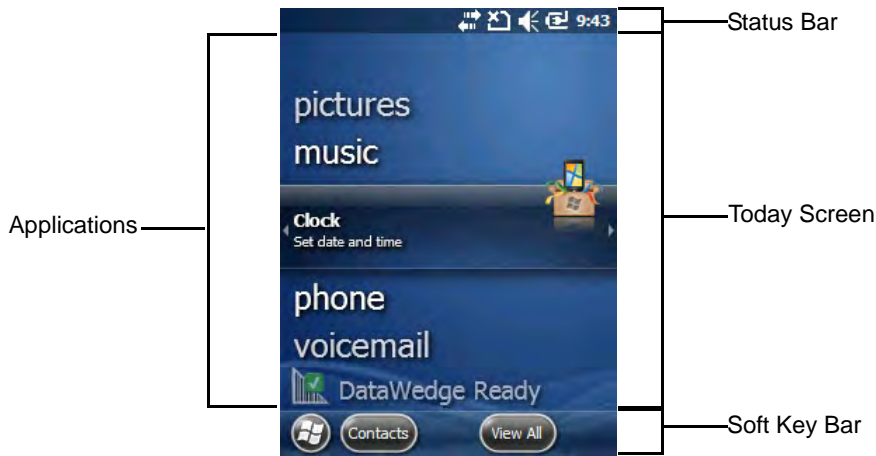 9:43
Status Bar
pictures
music
Applications
Today Screen
Clock
Set date and time
phone
voicemail
DataWedge Ready
Contacts
View All
Soft Key Bar